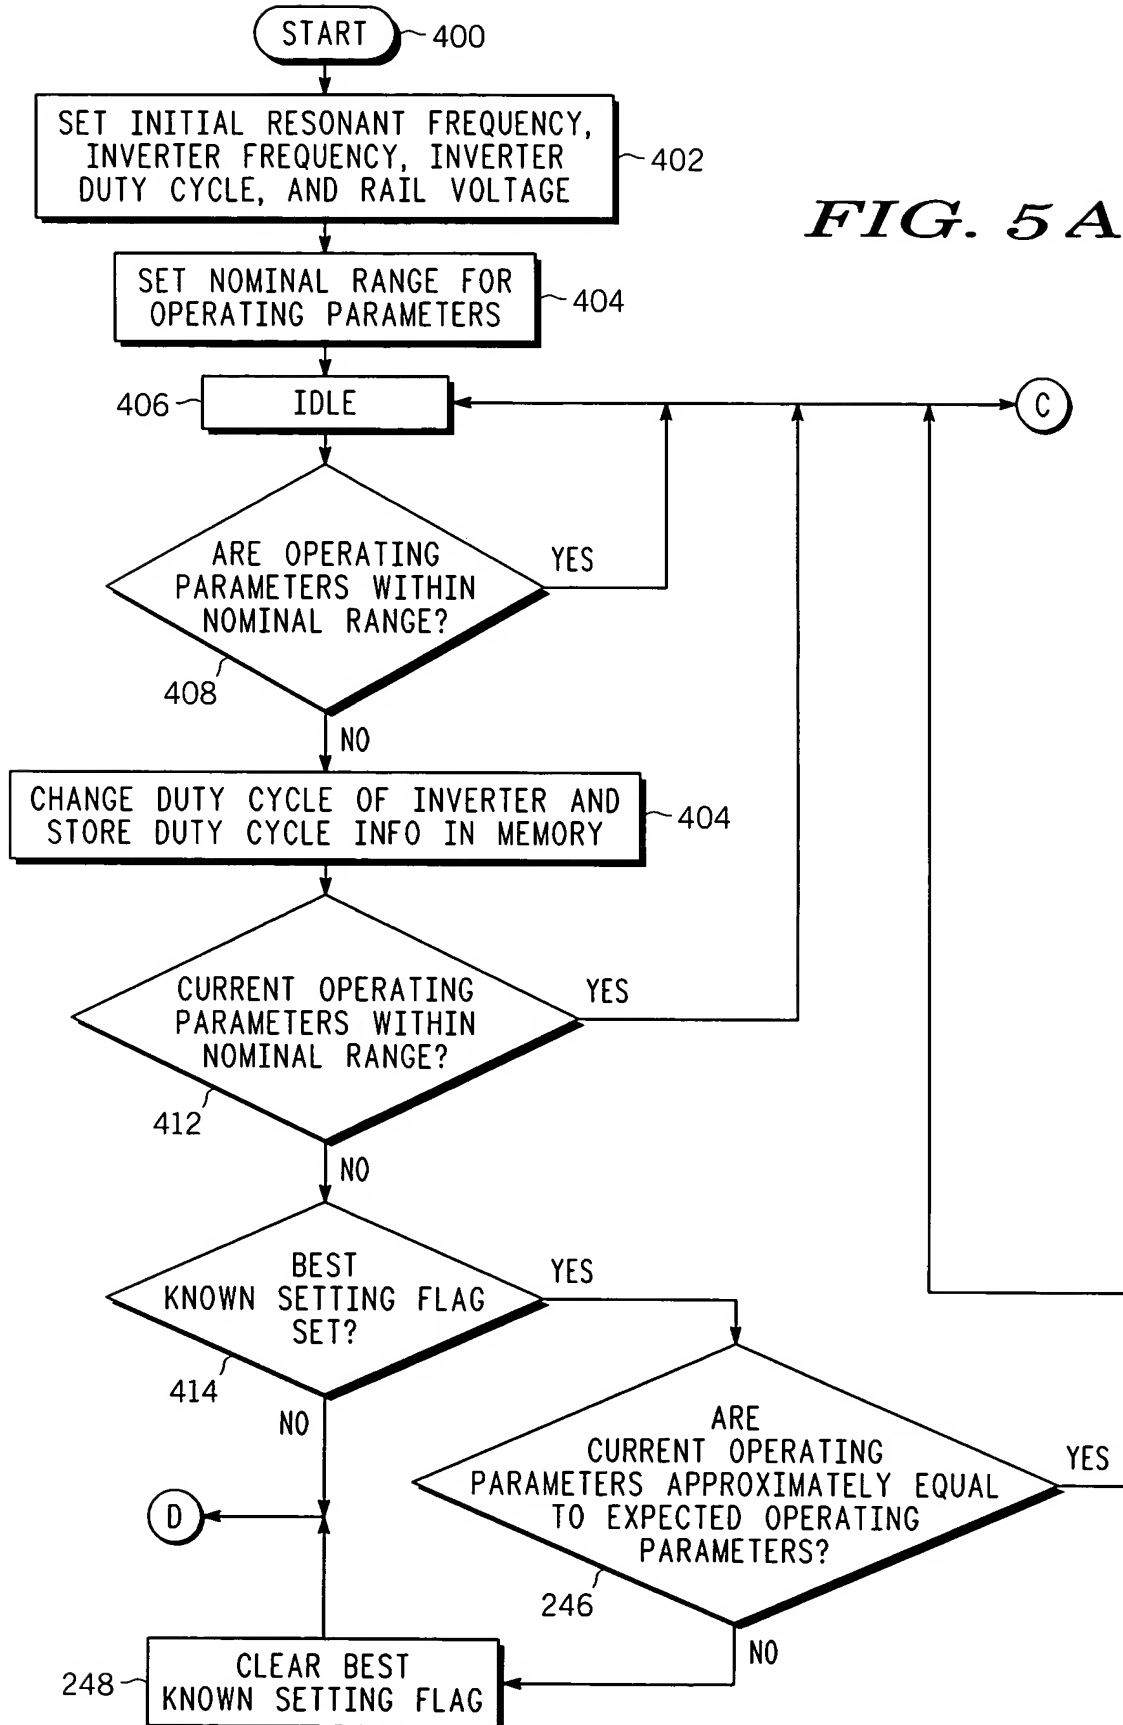 START
400
SET INITIAL RESONANT FREQUENCY,
INVERTER FREQUENCY, INVERTER
DUTY CYCLE, AND RAIL VOLTAGE
402
FIG. 5A
SET NOMINAL RANGE FOR
OPERATING PARAMETERS
404
406
IDLE
C
ARE OPERATING
PARAMETERS WITHIN
NOMINAL RANGE?
YES
408
NO
CHANGE DUTY CYCLE OF INVERTER AND
STORE DUTY CYCLE INFO IN MEMORY
404
CURRENT OPERATING
PARAMETERS WITHIN
NOMINAL RANGE?
YES
412
NO
BEST
KNOWN SETTING FLAG
SET?
YES
414
NO
ARE
CURRENT OPERATING
PARAMETERS APPROXIMATELY EQUAL
TO EXPECTED OPERATING
PARAMETERS?
YES
D
246
NO
248
CLEAR BEST
KNOWN SETTING FLAG